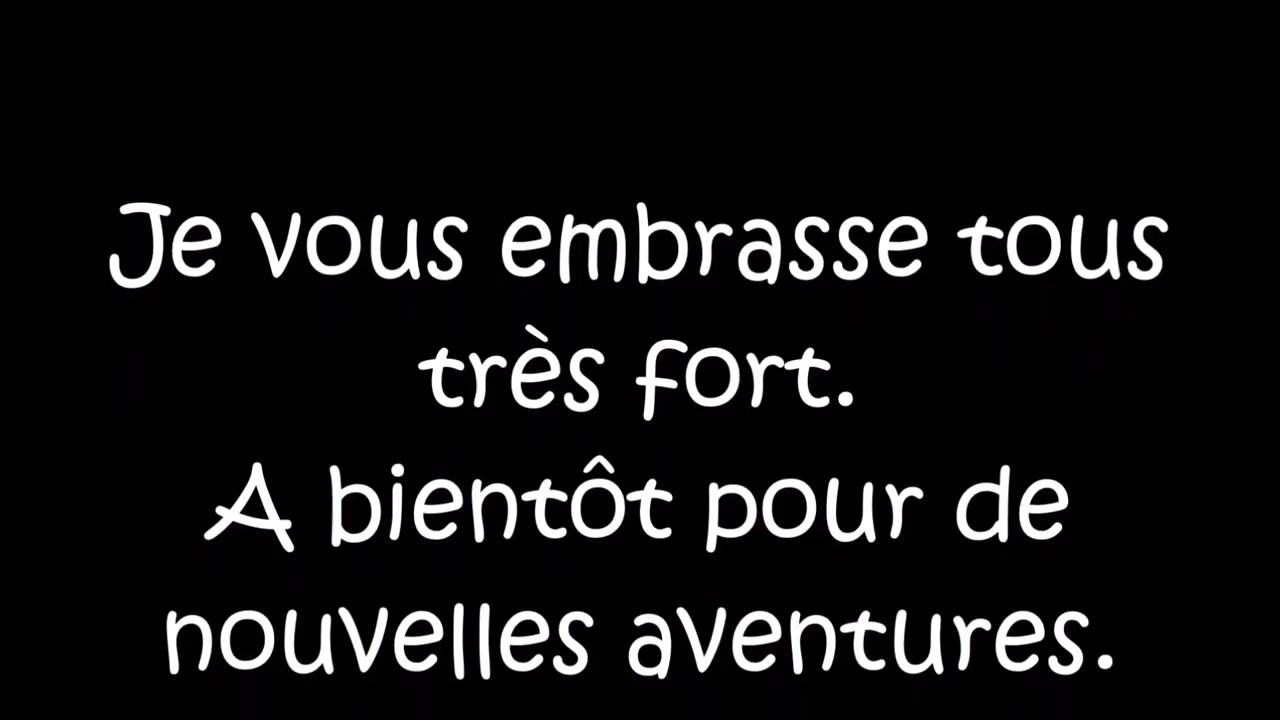 Je vous embrasse tous
très fort.
A bientôt pour de
nouvelles aventures.